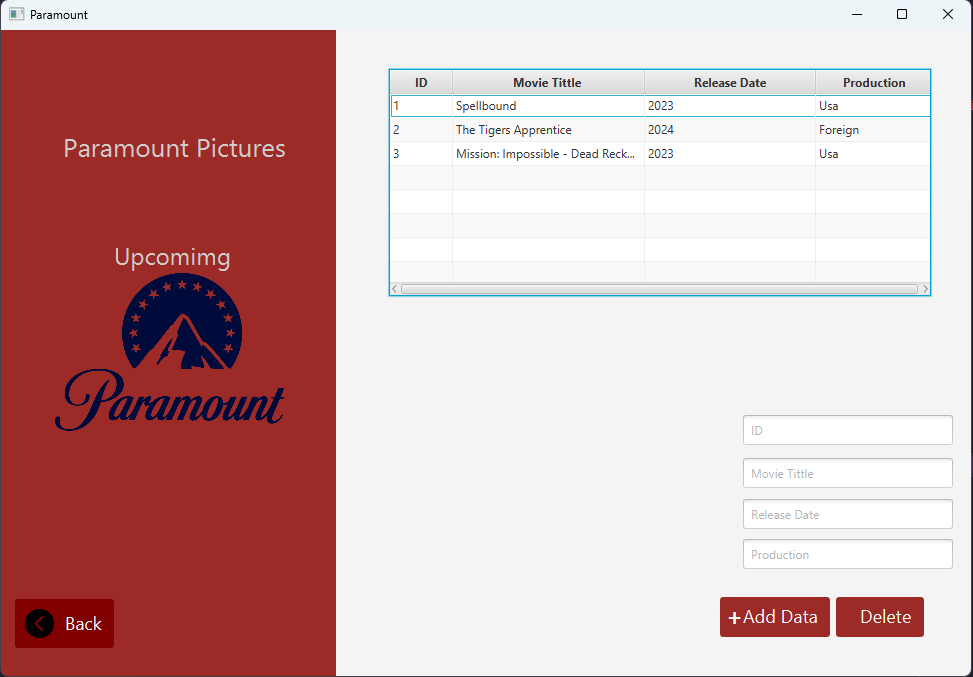 Paramount
Paramount Pictures
Upcomimg
Paramount
Back
ID Movie Tittle Release Date Production
1 Spellbound 2023 Usa
2 The Tigers Apprentice 2024 Foreign
3 Mission: Impossible - Dead Reck... 2023 Usa
ID
Movie Tittle
Release Date
Production
+Add Data Delete